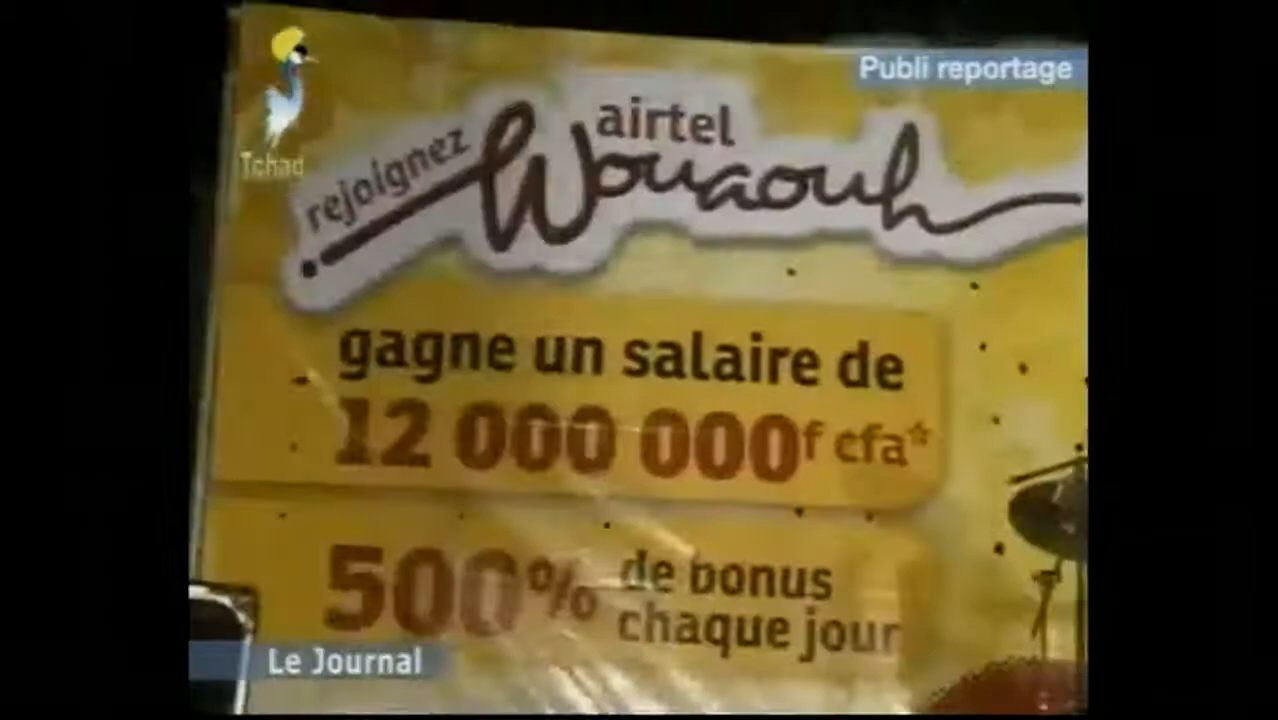 Tchad
Publi reportage
rejoignez
airtel
Wouaouh
gagne un salaire de
12 000 000 f cfa*
500% de bonus
chaque jour
Le Journal